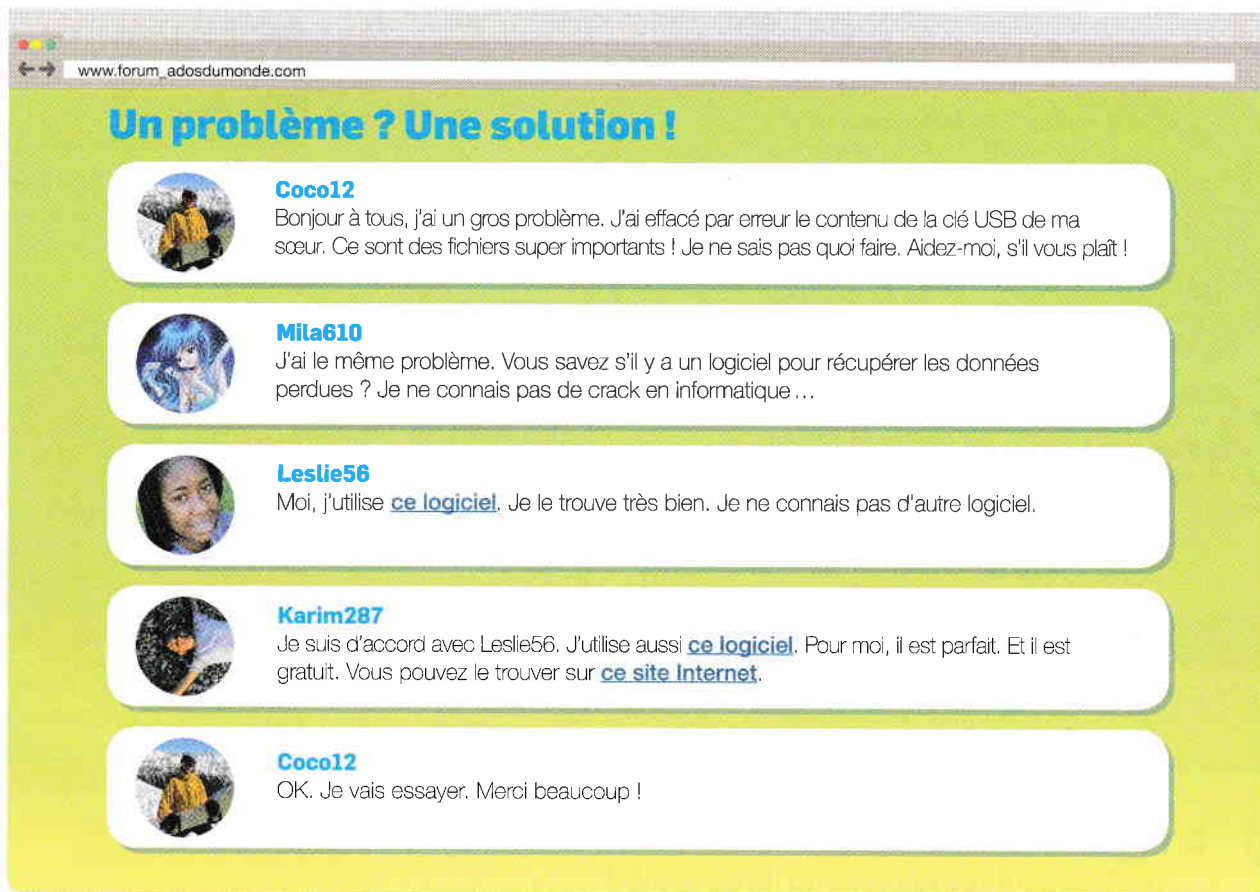 www.forum_adosdumonde.com
Un problème ? Une solution !
Coco12
Bonjour à tous, j'ai un gros problème. J'ai effacé par erreur le contenu de la clé USB de ma
sœur. Ce sont des fichiers super importants ! Je ne sais pas quoi faire. Aidez-moi, s'il vous plaît !
Mila610
J'ai le même problème. Vous savez s'il y a un logiciel pour récupérer les données
perdues ? Je ne connais pas de crack en informatique ...
Leslie56
Moi, j'utilise ce logiciel. Je le trouve très bien. Je ne connais pas d'autre logiciel.
Karim287
Je suis d'accord avec Leslie56. J'utilise aussi ce logiciel. Pour moi, il est parfait. Et il est
gratuit. Vous pouvez le trouver sur ce site Internet.
Coco12
OK. Je vais essayer. Merci beaucoup !